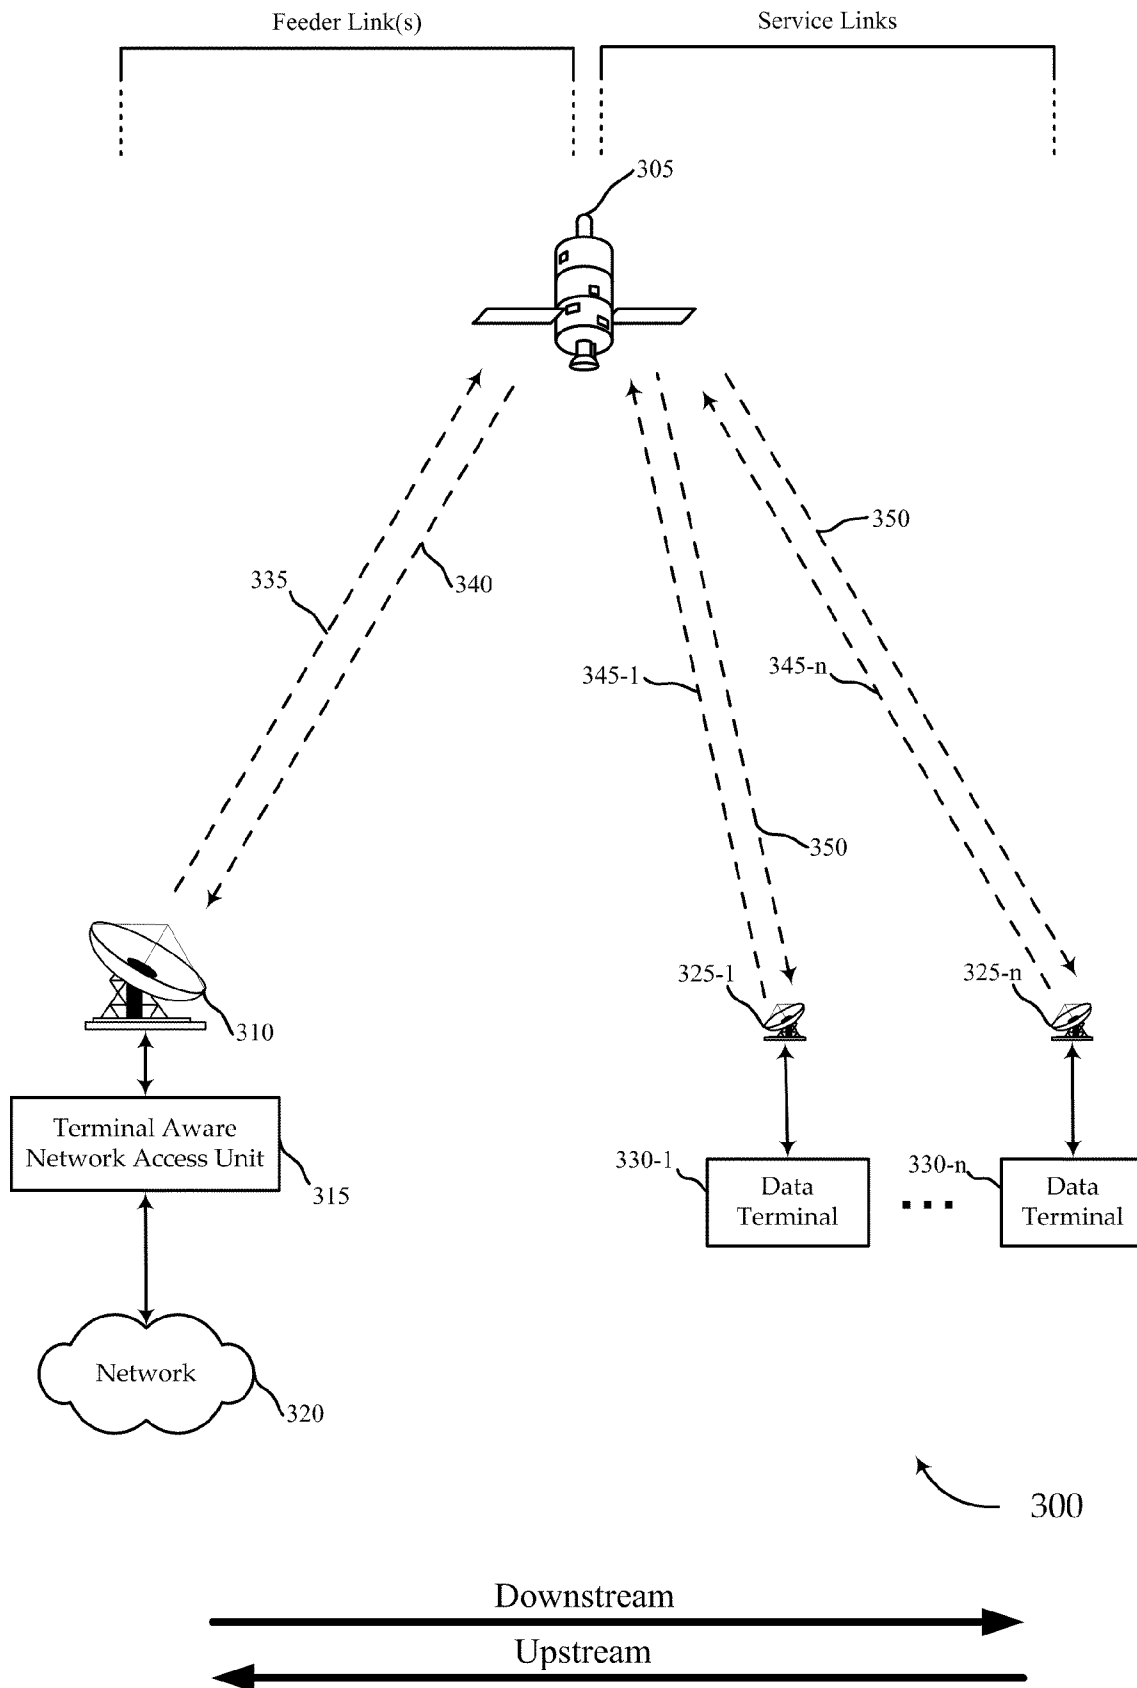 Feeder Link(s)
Service Links
305
335
340
350
345-1
345-n
350
310
325-1
325-n
Terminal Aware
Network Access Unit
315
330-1
Data
Terminal
330-n
Data
Terminal
Network
320
300
Downstream
Upstream